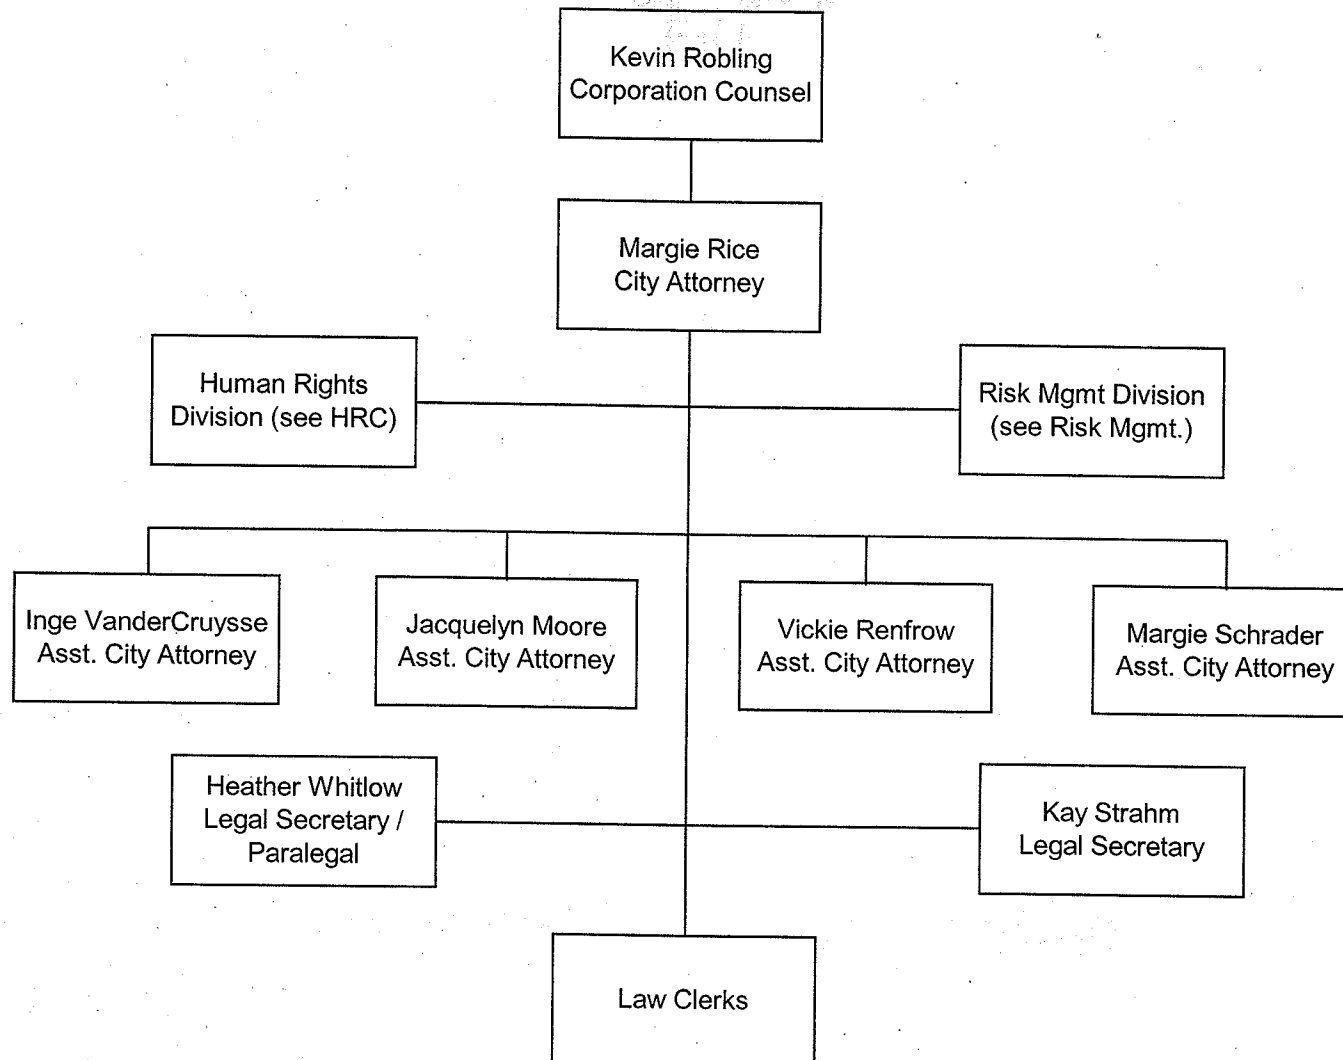 Kevin Robling
Corporation Counsel
Margie Rice
City Attorney
Human Rights
Division (see HRC)
Risk Mgmt Division
(see Risk Mgmt.)
Inge VanderCruysse
Asst. City Attorney
Jacquelyn Moore
Asst. City Attorney
Vickie Renfrow
Asst. City Attorney
Margie Schrader
Asst. City Attorney
Heather Whitlow
Legal Secretary /
Paralegal
Kay Strahm
Legal Secretary
Law Clerks